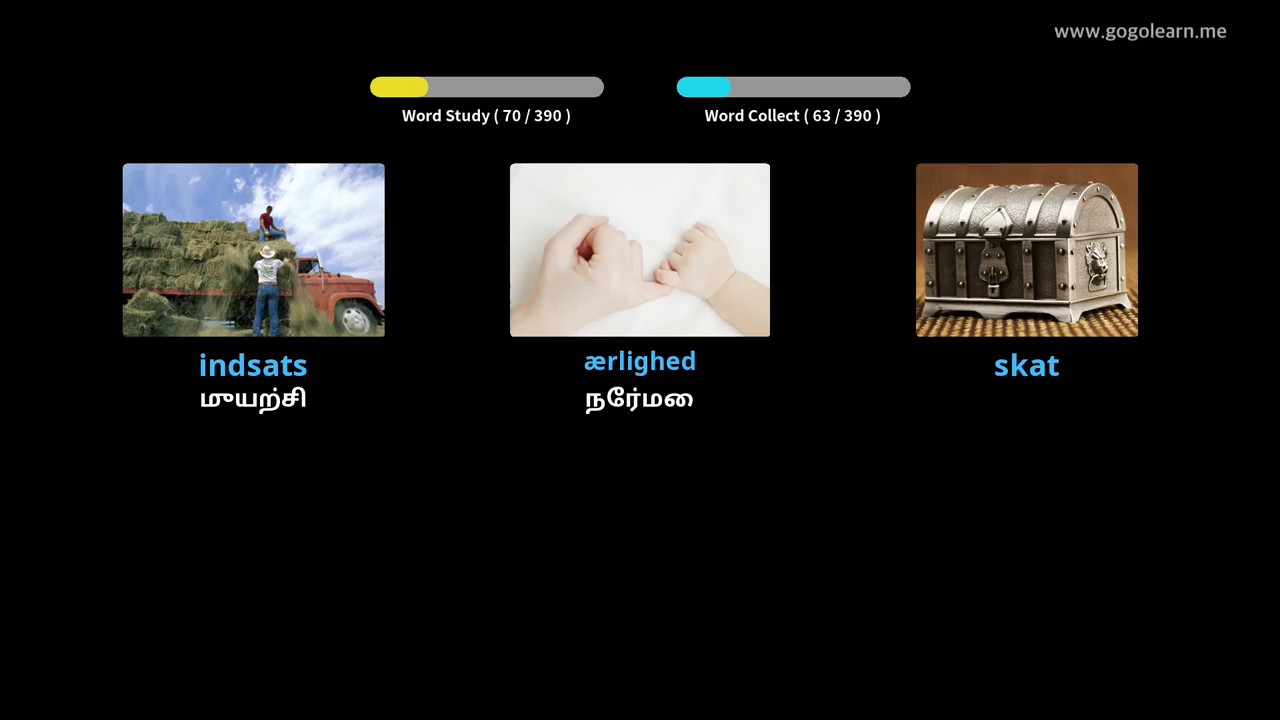 www.gogolearn.me
Word Study ( 70 / 390 )
Word Collect ( 63 / 390 )
indsats
முயற்சி
ærlighed
நேர்மை
skat